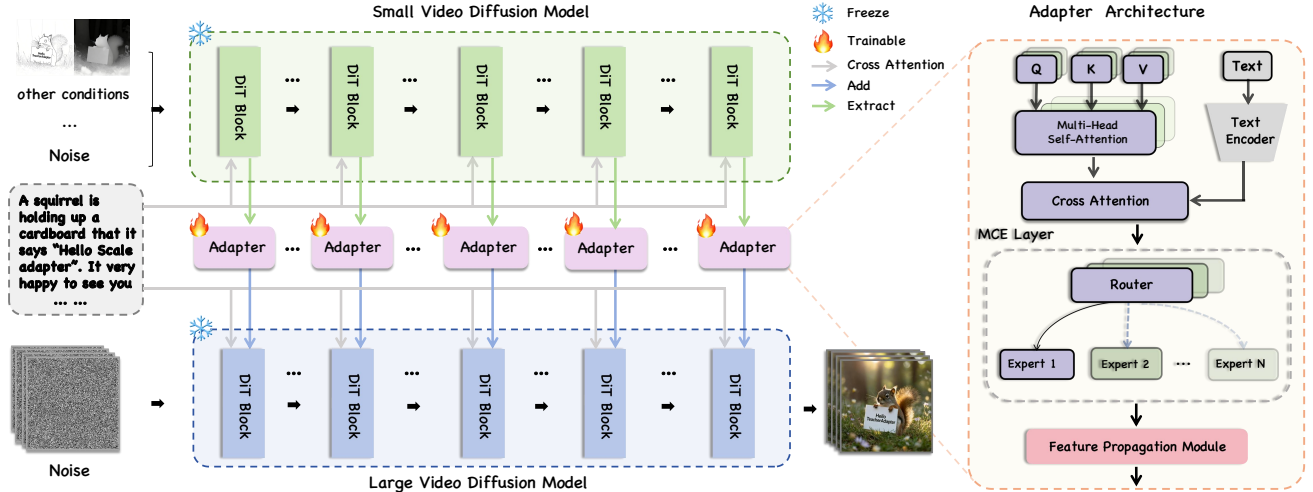 Small Video Diffusion Model
Freeze
Trainable
Cross Attention
Add
Extract
Adapter Architecture
other conditions
...
Noise
DiT Block
...
DiT Block
...
DiT Block
...
DiT Block
...
DiT Block
A squirrel is
holding up a
cardboard that it
says "Hello Scale
adapter". It very
happy to see you
... ...
Adapter
...
Adapter
...
Adapter
...
Adapter
...
Adapter
DiT Block
...
DiT Block
...
DiT Block
...
DiT Block
...
DiT Block
Noise
Large Video Diffusion Model
Hello
TeacherAdapter
Q
K
V
Text
Multi-Head
Self-Attention
Text
Encoder
Cross Attention
MCE Layer
Router
Expert 1
Expert 2
...
Expert N
Feature Propagation Module